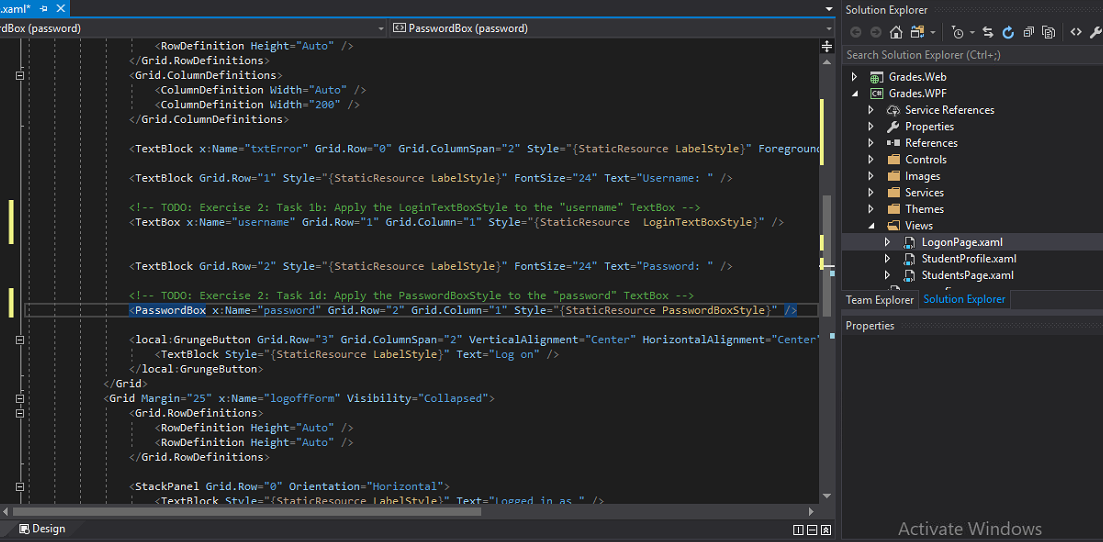 .xaml*
rdBox (password)
PasswordBox (password)
<RowDefinition Height="Auto" />
</Grid.RowDefinitions>
<Grid.ColumnDefinitions>
<ColumnDefinition Width="Auto" />
<ColumnDefinition Width="200" />
</Grid.ColumnDefinitions>
<TextBlock x:Name="txtError" Grid.Row="0" Grid.ColumnSpan="2" Style="{StaticResource LabelStyle}" Foreground
<TextBlock Grid.Row="1" Style="{StaticResource LabelStyle}" FontSize="24" Text="Username: " />
<!-- TODO: Exercise 2: Task 1b: Apply the LoginTextBoxStyle to the "username" TextBox -->
<TextBox x:Name="username" Grid.Row="1" Grid.Column="1" Style="{StaticResource  LoginTextBoxStyle}" />
<TextBlock Grid.Row="2" Style="{StaticResource LabelStyle}" FontSize="24" Text="Password: " />
<!-- TODO: Exercise 2: Task 1d: Apply the PasswordBoxStyle to the "password" TextBox -->
<PasswordBox x:Name="password" Grid.Row="2" Grid.Column="1" Style="{StaticResource PasswordBoxStyle}" />
<local:GrungeButton Grid.Row="3" Grid.ColumnSpan="2" VerticalAlignment="Center" HorizontalAlignment="Center"
<TextBlock Style="{StaticResource LabelStyle}" Text="Log on" />
</local:GrungeButton>
</Grid>
<Grid Margin="25" x:Name="logoffForm" Visibility="Collapsed">
<Grid.RowDefinitions>
<RowDefinition Height="Auto" />
<RowDefinition Height="Auto" />
</Grid.RowDefinitions>
<StackPanel Grid.Row="0" Orientation="Horizontal">
<TextBlock Style="{StaticResource LabelStyle}" Text="Logged in as " />
Design
Solution Explorer
Search Solution Explorer (Ctrl+;)
Grades.Web
Grades.WPF
Service References
Properties
References
Controls
Images
Services
Themes
Views
LogonPage.xaml
StudentProfile.xaml
StudentsPage.xaml
Team Explorer Solution Explorer
Properties
Activate Windows